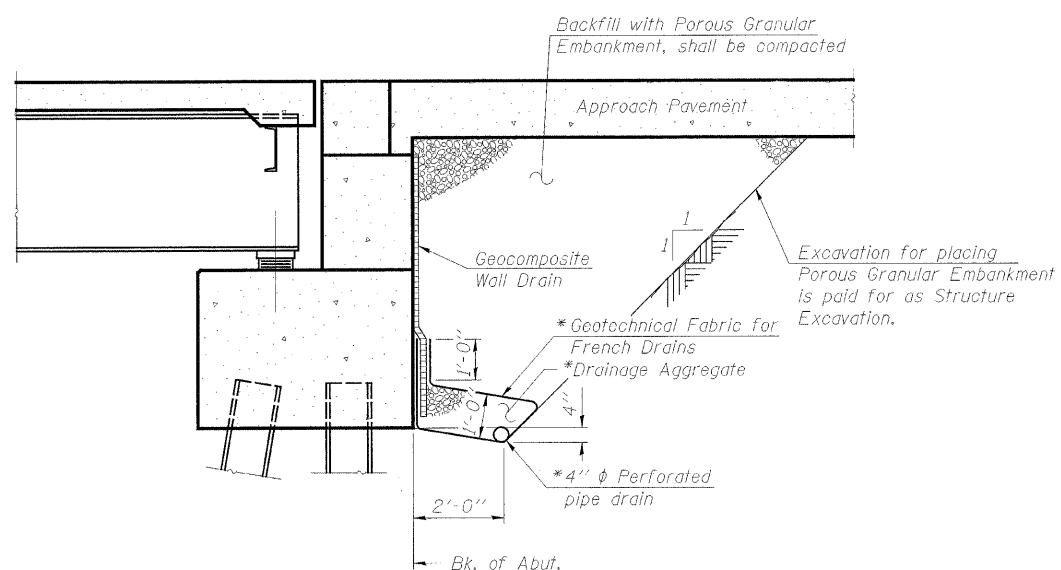 Backfill with Porous Granular
Embankment, shall be compacted
Approach Pavement
1
1
Geocomposite
Wall Drain
Excavation for placing
Porous Granular Embankment
is paid for as Structure
Excavation.
*Geotechnical Fabric for
French Drains
*Drainage Aggregate
1'-0"
1'-0"
4"
*4" ϕ Perforated
pipe drain
2'-0"
Bk. of Abut.